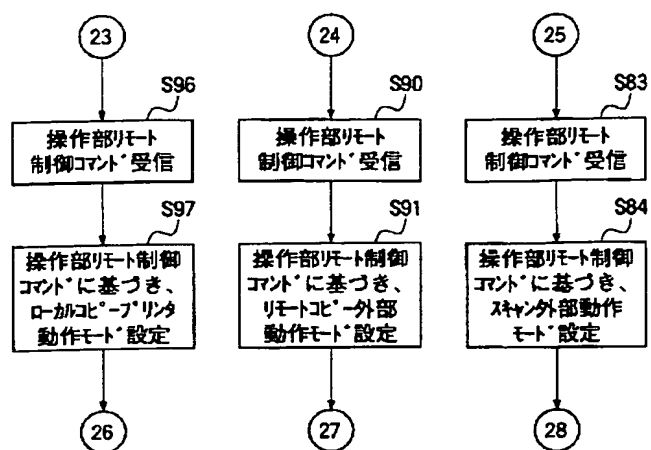 23
24
25
S96
S90
S83
操作部リモート
制御コマンド受信
操作部リモート
制御コマンド受信
操作部リモート
制御コマンド受信
S97
S91
S84
操作部リモート制御
コマンドに基づき、
ローカルコピープリンタ
動作モード設定
操作部リモート制御
コマンドに基づき、
リモートコピー外部
動作モード設定
操作部リモート制御
コマンドに基づき、
スキャン外部動作
モード設定
26
27
28